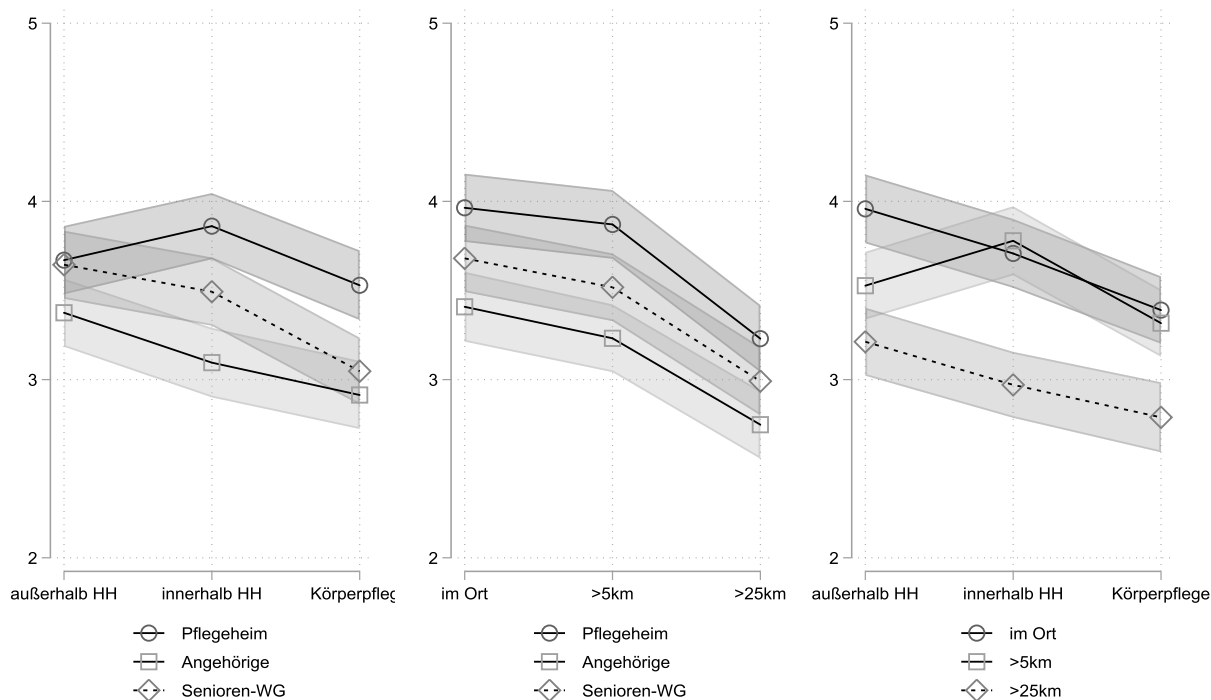 5
4
3
2
außerhalb HH innerhalb HH Körperpfleg
Pflegeheim
Angehörige
Senioren-WG
5
4
3
2
im Ort >5km >25km
Pflegeheim
Angehörige
Senioren-WG
5
4
3
2
außerhalb HH innerhalb HH Körperpflege
im Ort
>5km
>25km